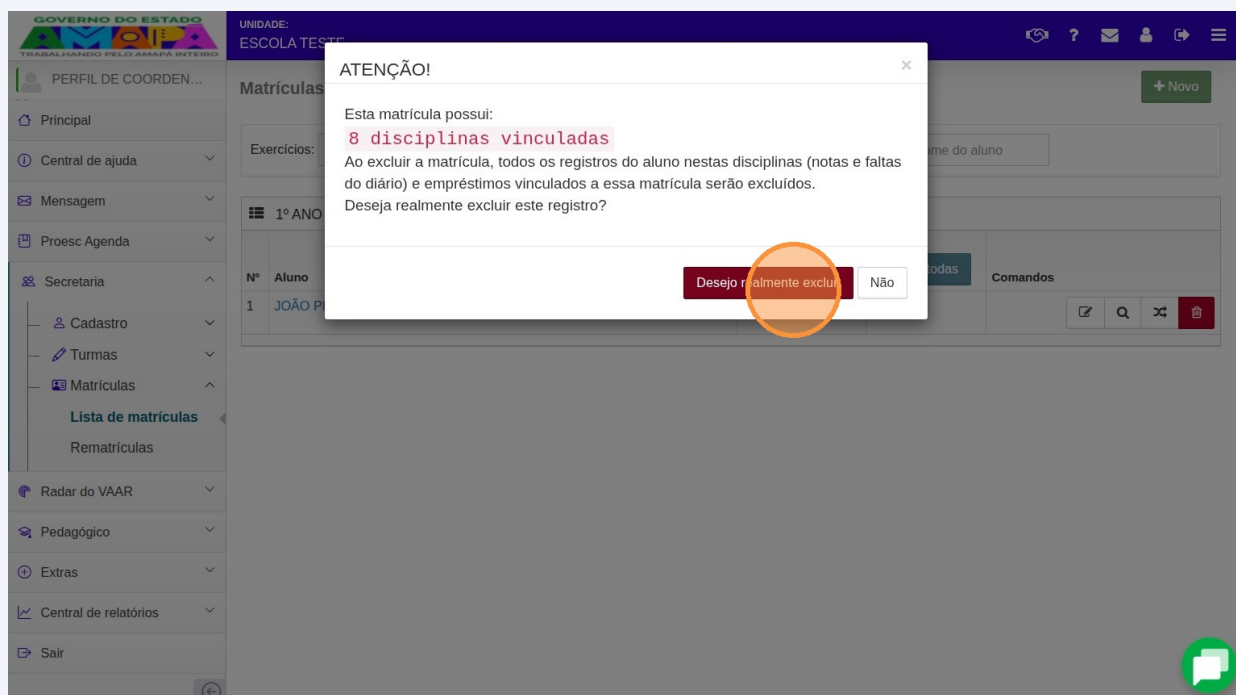 GOVERNO DO ESTADO
AMAPÁ
TRABALHANDO PELO AMAPÁ INTEIRO
UNIDADE:
ESCOLA TESTE
PERFIL DE COORDEN...
Principal
Central de ajuda
Mensagem
Proesc Agenda
Secretaria
Cadastro
Turmas
Matrículas
Lista de matrículas
Rematrículas
Radar do VAAR
Pedagógico
Extras
Central de relatórios
Sair
Matrículas
+ Novo
Exercícios:
ome do aluno
1º ANO
Nº Aluno todas Comandos
1 JOÃO
ATENÇÃO! ×
Esta matrícula possui:
8 disciplinas vinculadas
Ao excluir a matrícula, todos os registros do aluno nestas disciplinas (notas e faltas
do diário) e empréstimos vinculados a essa matrícula serão excluídos.
Deseja realmente excluir este registro?
Desejo realmente excluir Não